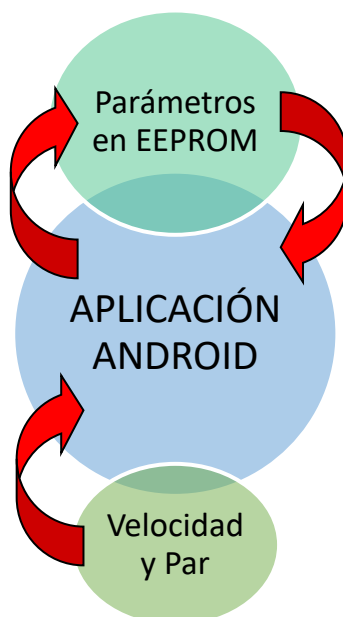 Parámetros
en EEPROM
APLICACIÓN
ANDROID
Velocidad
y Par